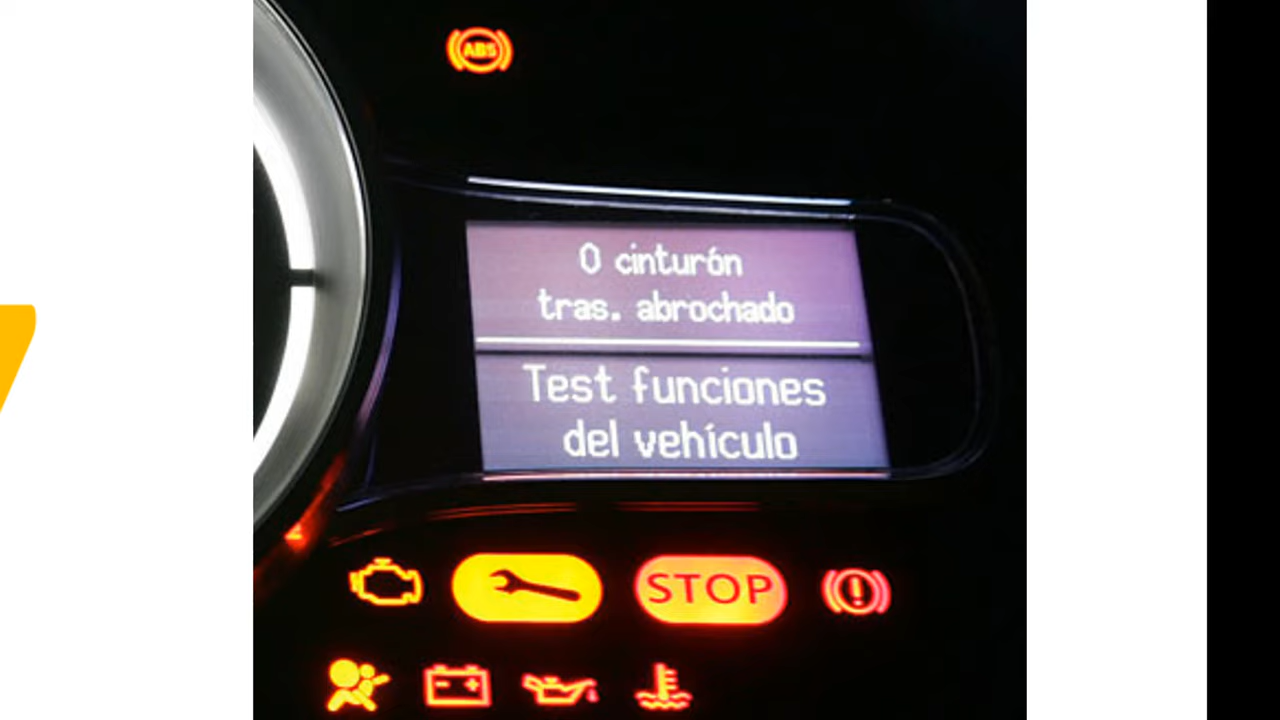 ABS
0 cinturón
tras. abrochado
Test funciones
del vehículo
STOP